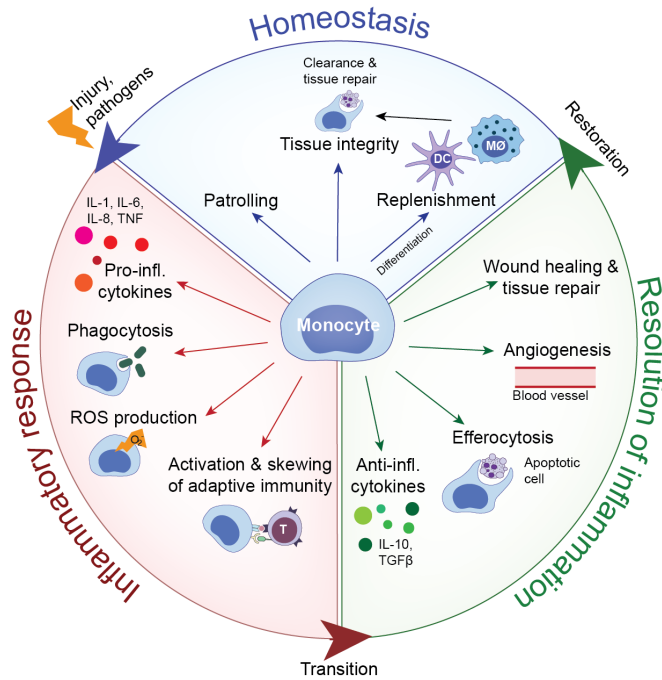 Homeostasis
Injury,
pathogens
Clearance &
tissue repair
Tissue integrity
DC
MØ
Patrolling
Replenishment
Differentiation
Restoration
Monocyte
IL-1, IL-6,
IL-8, TNF
Pro-infl.
cytokines
Phagocytosis
ROS production
O₂⁻
Activation & skewing
of adaptive immunity
T
Inflammatory response
Wound healing &
tissue repair
Angiogenesis
Blood vessel
Efferocytosis
Apoptotic
cell
Anti-infl.
cytokines
IL-10,
TGFβ
Resolution of inflammation
Transition